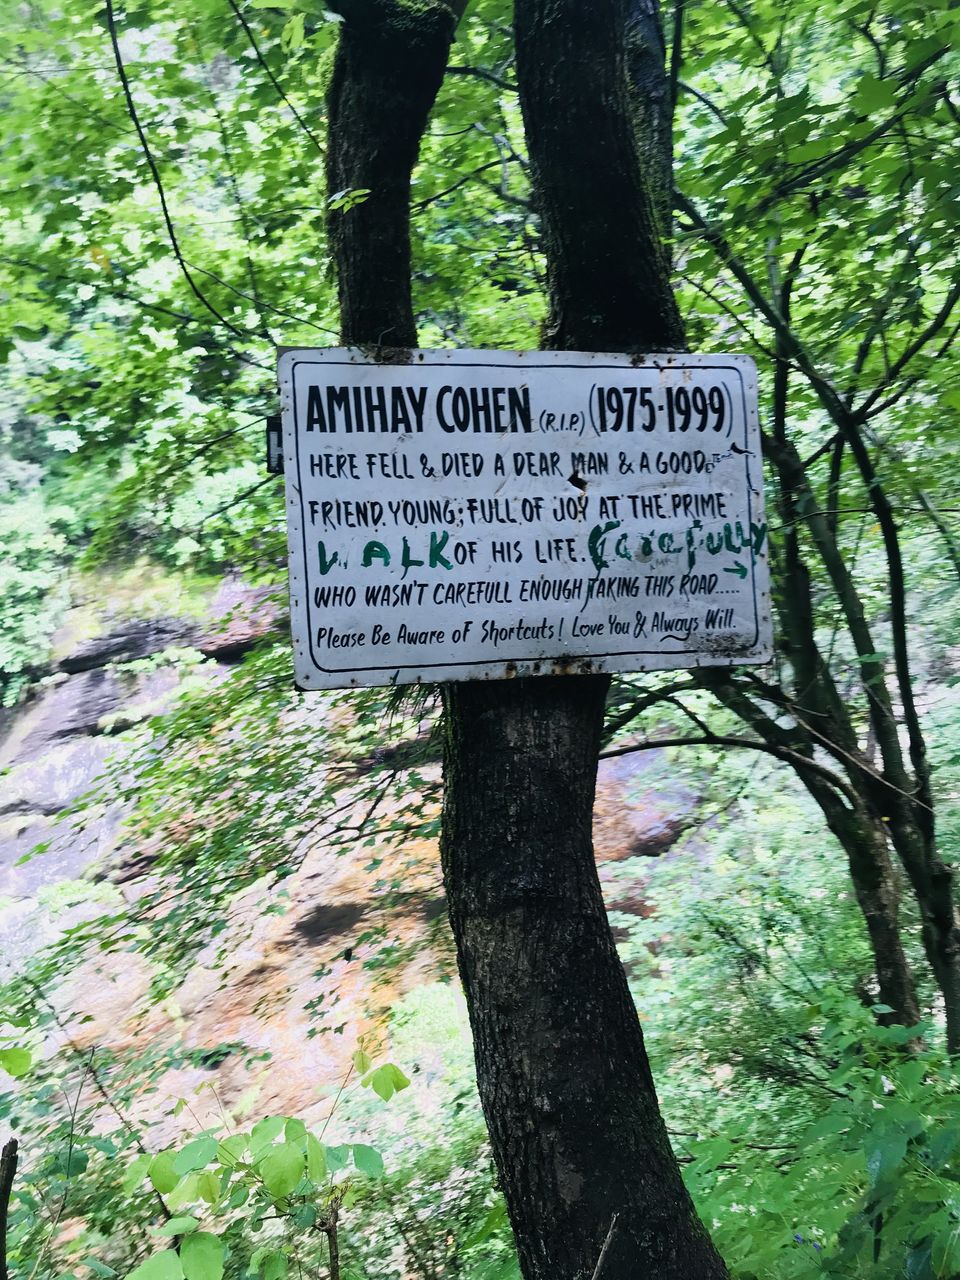 AMIHAY COHEN (R.I.P.) (1975-1999)
HERE FELL & DIED A DEAR MAN & A GOOD
FRIEND. YOUNG; FULL OF JOY AT THE PRIME
WALK OF HIS LIFE. Carefully
WHO WASN'T CAREFULL ENOUGH TAKING THIS ROAD.....
Please Be Aware of Shortcuts! Love You & Always Will.